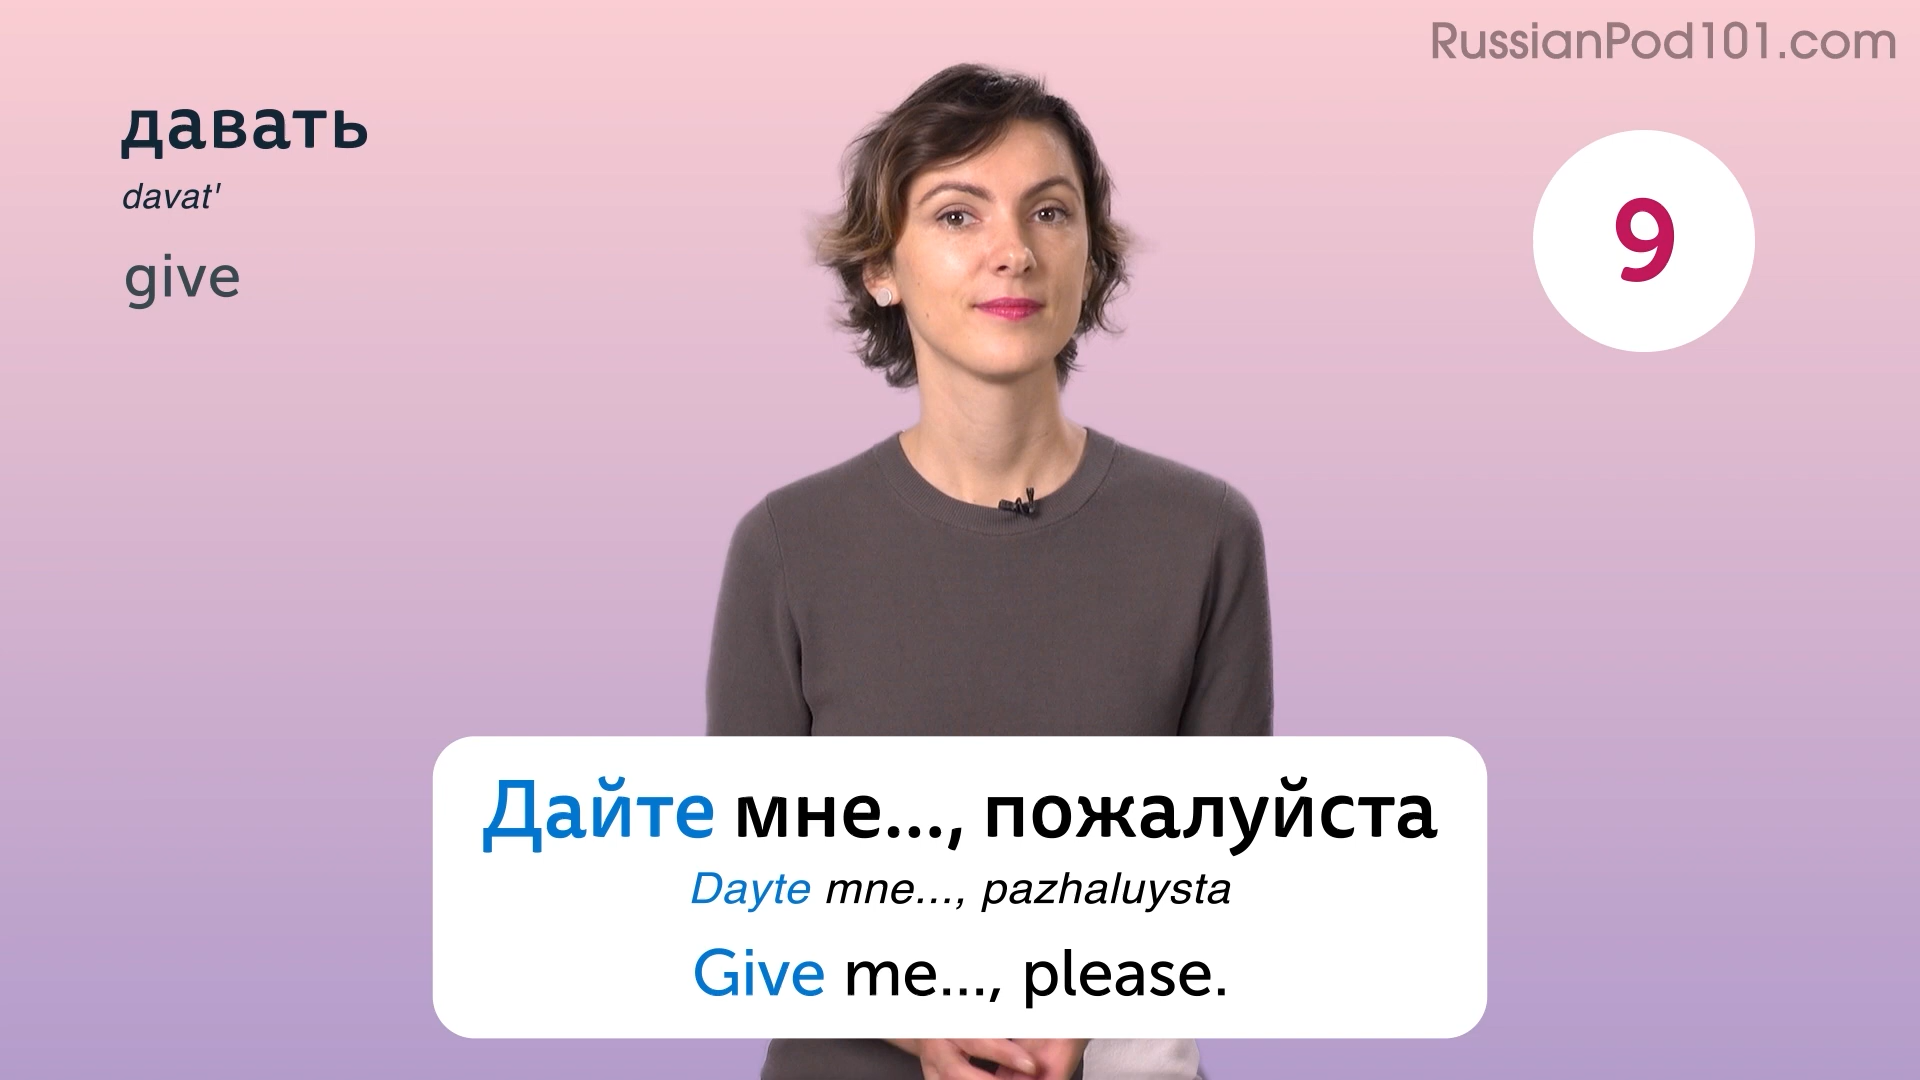 RussianPod101.com
давать
davat'
give
9
Дайте мне..., пожалуйста
Dayte mne..., pazhaluysta
Give me..., please.